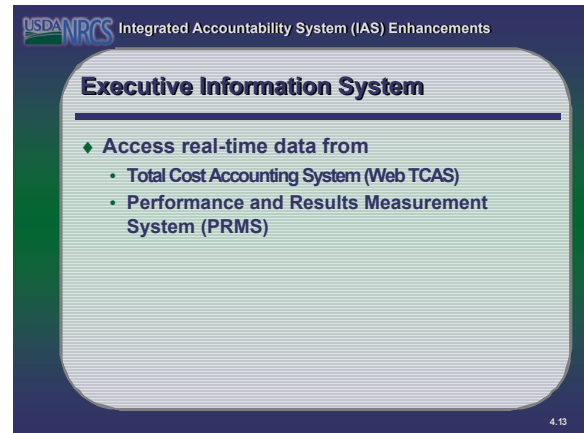 USDA NRCS Integrated Accountability System (IAS) Enhancements
Executive Information System
♦ Access real-time data from
• Total Cost Accounting System (Web TCAS)
• Performance and Results Measurement
System (PRMS)
4.13